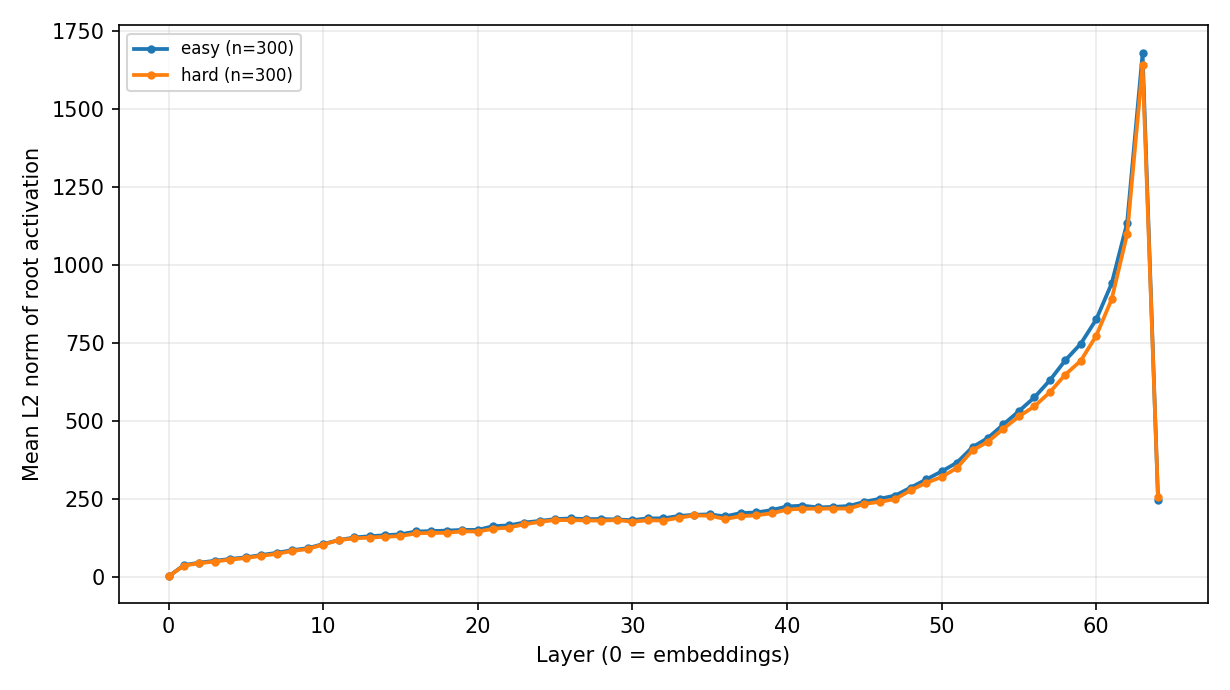 1750
1500
1250
1000
750
500
250
0
Mean L2 norm of root activation
easy (n=300)
hard (n=300)
0 10 20 30 40 50 60
Layer (0 = embeddings)